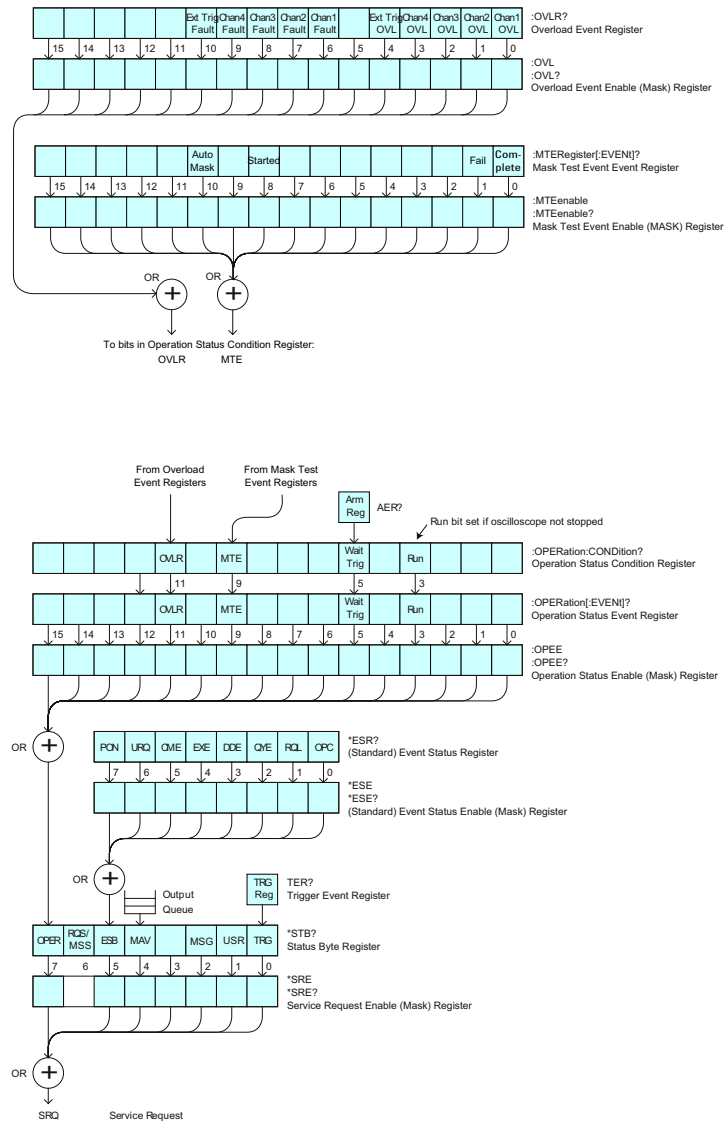 Ext Trig Fault
Chan4 Fault
Chan3 Fault
Chan2 Fault
Chan1 Fault
Ext Trig OVL
Chan4 OVL
Chan3 OVL
Chan2 OVL
Chan1 OVL
:OVLR?
Overload Event Register
15 14 13 12 11 10 9 8 7 6 5 4 3 2 1 0
:OVL
:OVL?
Overload Event Enable (Mask) Register
Auto Mask
Started
Fail
Com-
plete
:MTERegister[:EVENt]?
Mask Test Event Event Register
15 14 13 12 11 10 9 8 7 6 5 4 3 2 1 0
:MTEenable
:MTEenable?
Mask Test Event Enable (MASK) Register
OR
+
OR
+
To bits in Operation Status Condition Register:
OVLR MTE
From Overload
Event Registers
From Mask Test
Event Registers
Arm
Reg
AER?
Run bit set if oscilloscope not stopped
OVLR
MTE
Wait
Trig
Run
:OPERation:CONDition?
Operation Status Condition Register
11 9 5 3
OVLR
MTE
Wait
Trig
Run
:OPERation[:EVENt]?
Operation Status Event Register
15 14 13 12 11 10 9 8 7 6 5 4 3 2 1 0
:OPEE
:OPEE?
Operation Status Enable (Mask) Register
OR
+
PON URQ CME EXE DDE QYE RQL OPC
*ESR?
(Standard) Event Status Register
7 6 5 4 3 2 1 0
*ESE
*ESE?
(Standard) Event Status Enable (Mask) Register
OR
+
Output
Queue
TRG
Reg
TER?
Trigger Event Register
OPER
RQS/
MSS
ESB
MAV
MSG
USR
TRG
*STB?
Status Byte Register
7 6 5 4 3 2 1 0
*SRE
*SRE?
Service Request Enable (Mask) Register
OR
+
SRQ Service Request